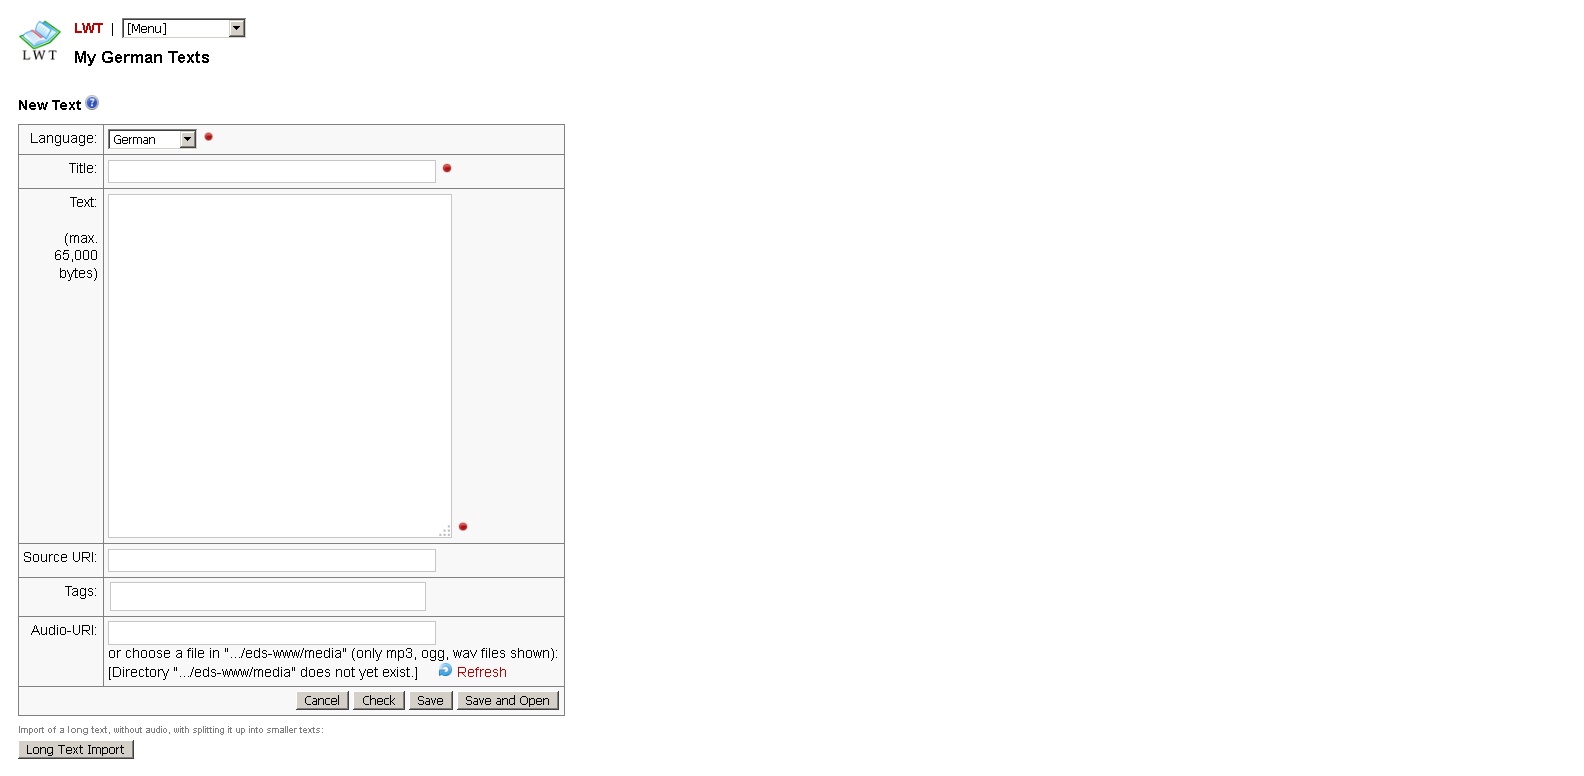 LWT | [Menu]
LWT
My German Texts
New Text ?
Language: German
Title:
Text:
(max.
65,000
bytes)
Source URI:
Tags:
Audio-URI:
or choose a file in ".../eds-www/media" (only mp3, ogg, wav files shown):
[Directory ".../eds-www/media" does not yet exist.] Refresh
Cancel Check Save Save and Open
Import of a long text, without audio, with splitting it up into smaller texts:
Long Text Import